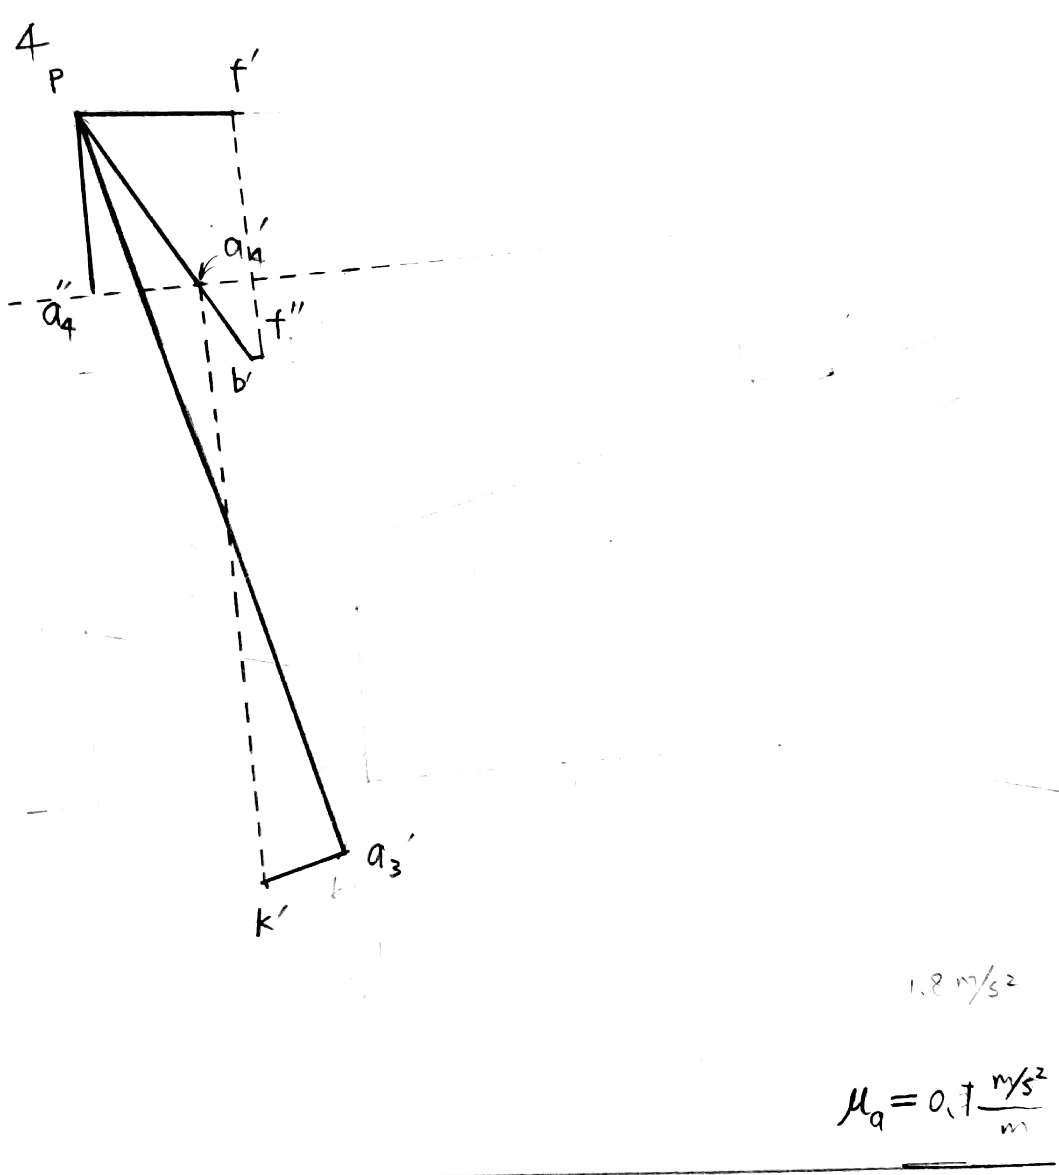 4
P
f′
a₄′
a₄″
f″
b′
a₃′
k′
1.8 m/s²
μₐ = 0.1 m/s²
m